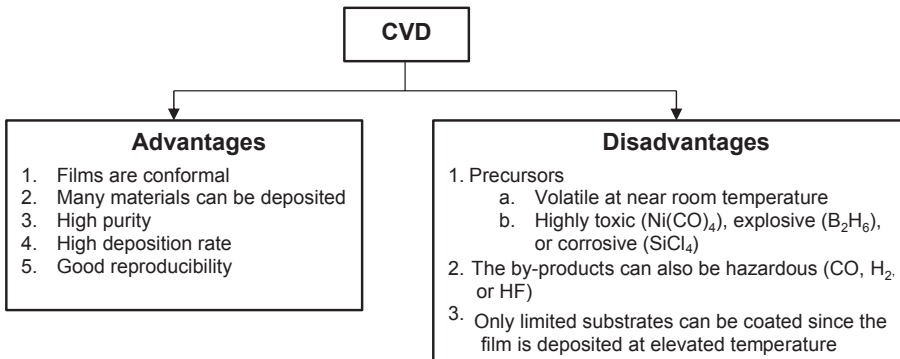 CVD
Advantages
1. Films are conformal
2. Many materials can be deposited
3. High purity
4. High deposition rate
5. Good reproducibility
Disadvantages
1. Precursors
a. Volatile at near room temperature
b. Highly toxic (Ni(CO)₄), explosive (B₂H₆),
or corrosive (SiCl₄)
2. The by-products can also be hazardous (CO, H₂,
or HF)
3. Only limited substrates can be coated since the
film is deposited at elevated temperature